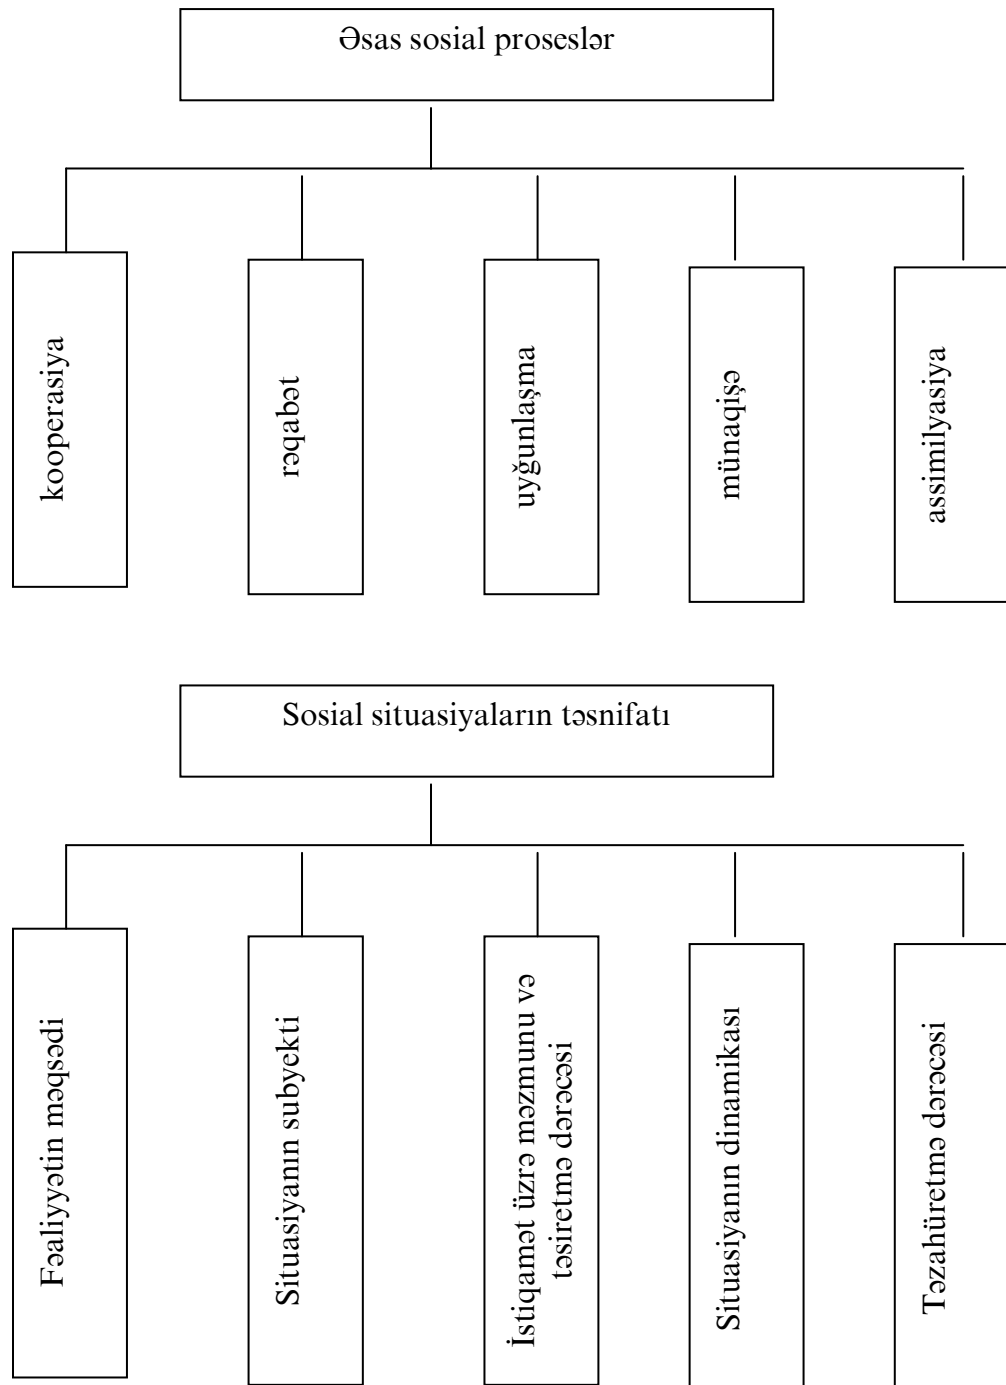 Əsas sosial proseslər
kooperasiya
rəqabət
uyğunlaşma
münaqişə
assimilyasiya
Sosial situasiyaların təsnifatı
Fəaliyyətin məqsədi
Situasiyanın subyekti
İstiqamət üzrə məzmunu və
təsiretmə dərəcəsi
Situasiyanın dinamikası
Təzahüretmə dərəcəsi